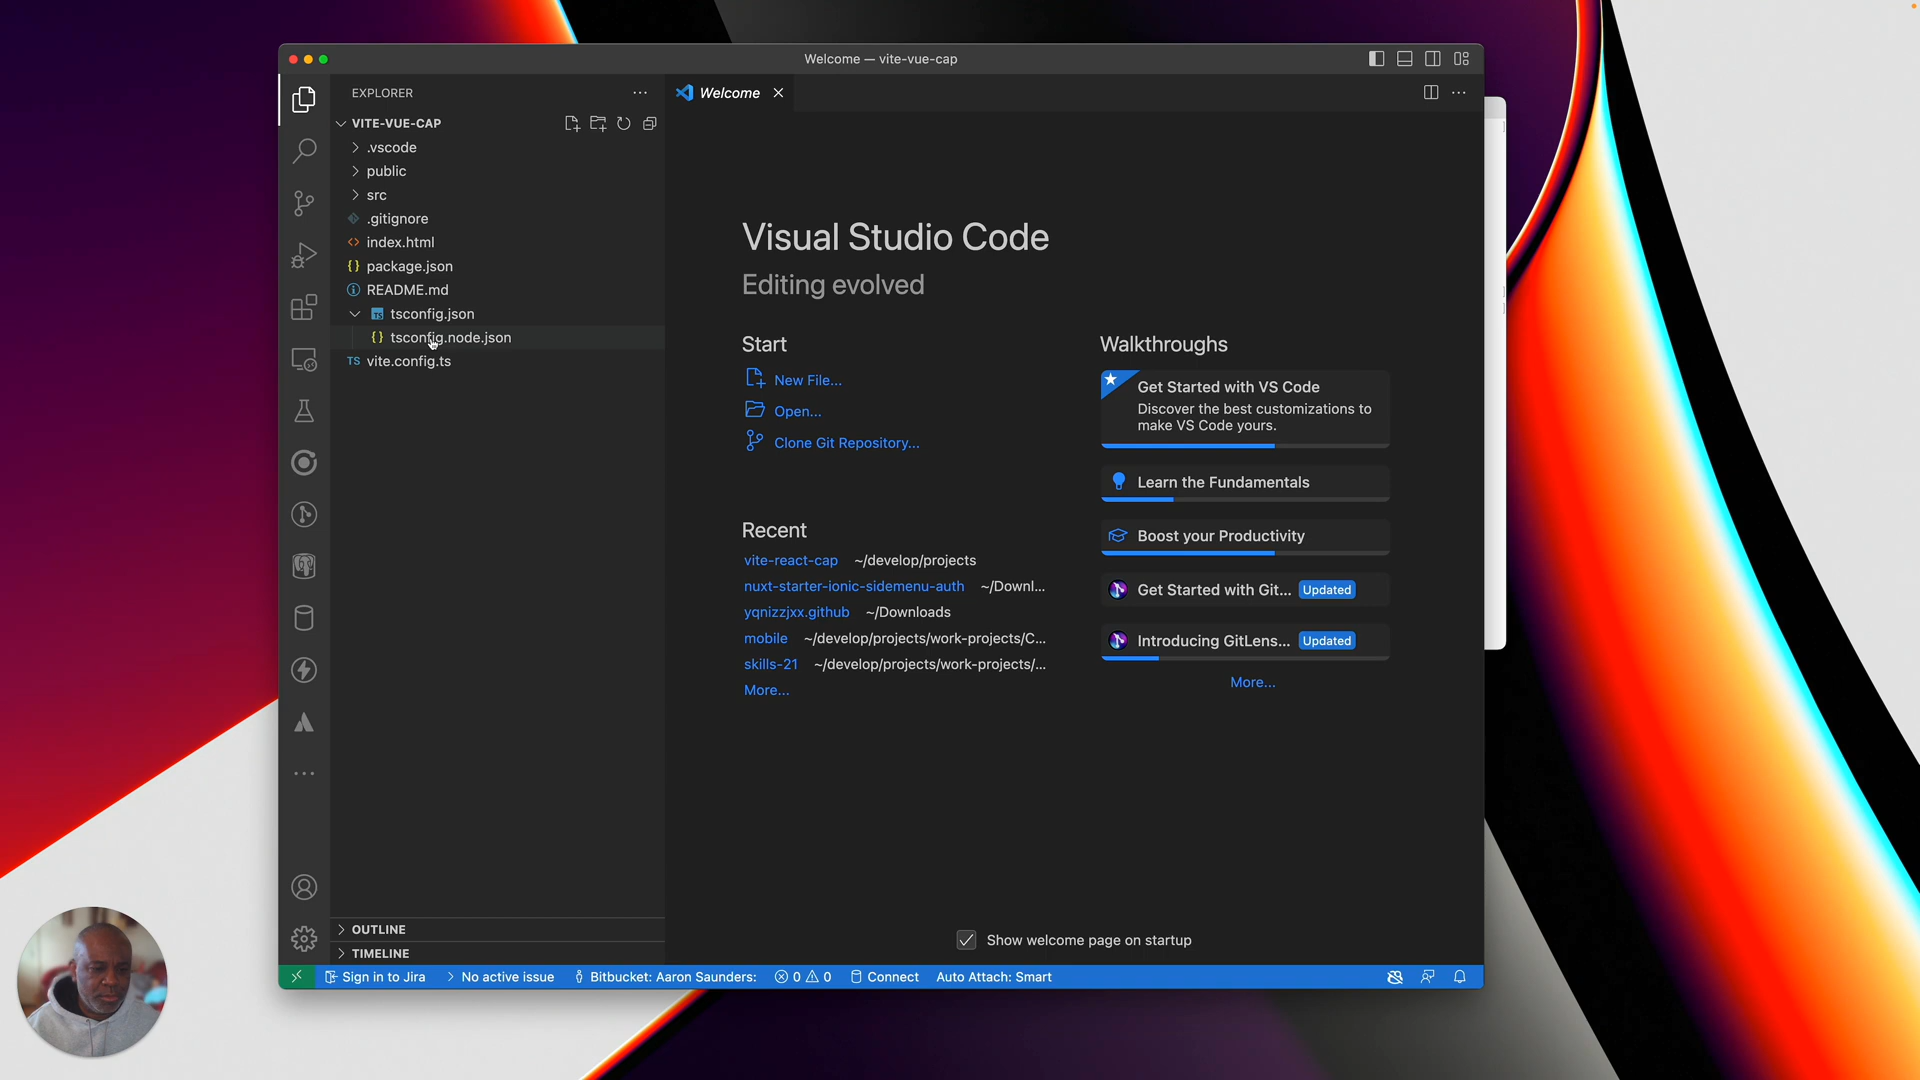 Welcome — vite-vue-cap
EXPLORER
Welcome
VITE-VUE-CAP
.vscode
public
src
.gitignore
index.html
package.json
README.md
tsconfig.json
tsconfig.node.json
TS vite.config.ts
Visual Studio Code
Editing evolved
Start
New File...
Open...
Clone Git Repository...
Recent
vite-react-cap ~/develop/projects
nuxt-starter-ionic-sidemenu-auth ~/Downl...
yqnizzjxx.github ~/Downloads
mobile ~/develop/projects/work-projects/C...
skills-21 ~/develop/projects/work-projects/...
More...
Walkthroughs
Get Started with VS Code
Discover the best customizations to
make VS Code yours.
Learn the Fundamentals
Boost your Productivity
Get Started with Git... Updated
Introducing GitLens... Updated
More...
Show welcome page on startup
OUTLINE
TIMELINE
Sign in to Jira No active issue Bitbucket: Aaron Saunders: 0 0 Connect Auto Attach: Smart